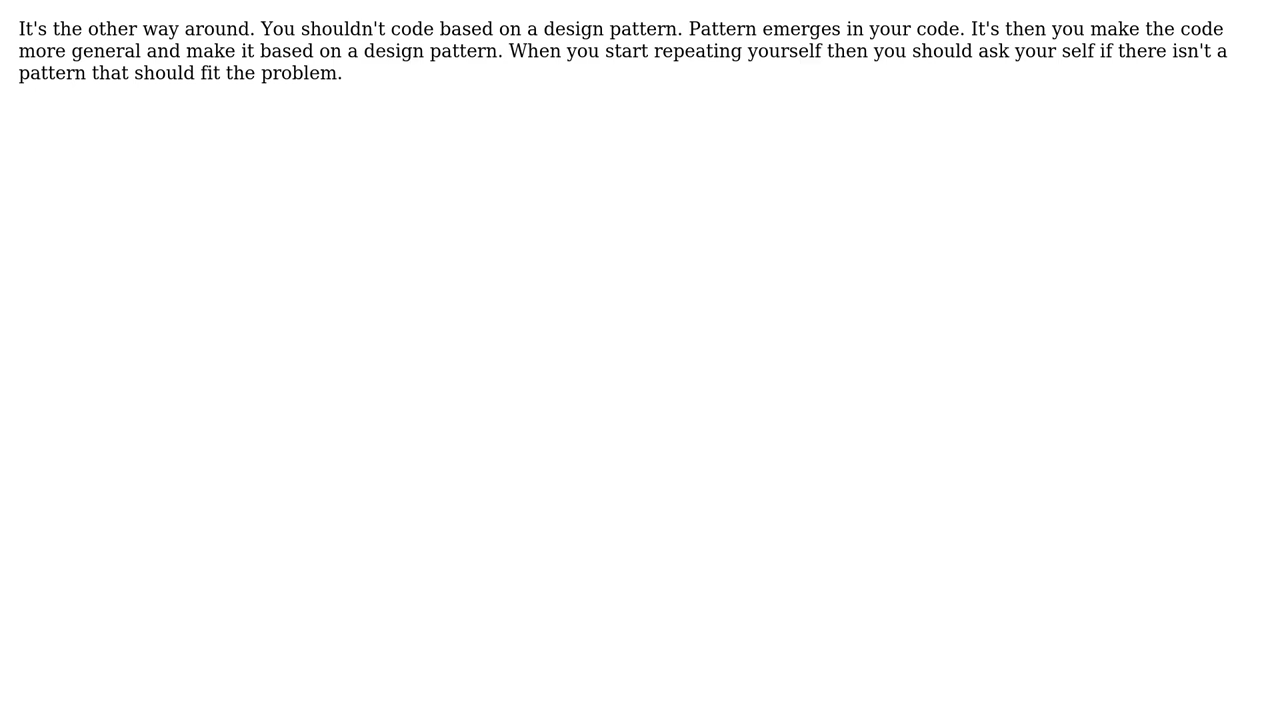 It's the other way around. You shouldn't code based on a design pattern. Pattern emerges in your code. It's then you make the code
more general and make it based on a design pattern. When you start repeating yourself then you should ask your self if there isn't a
pattern that should fit the problem.